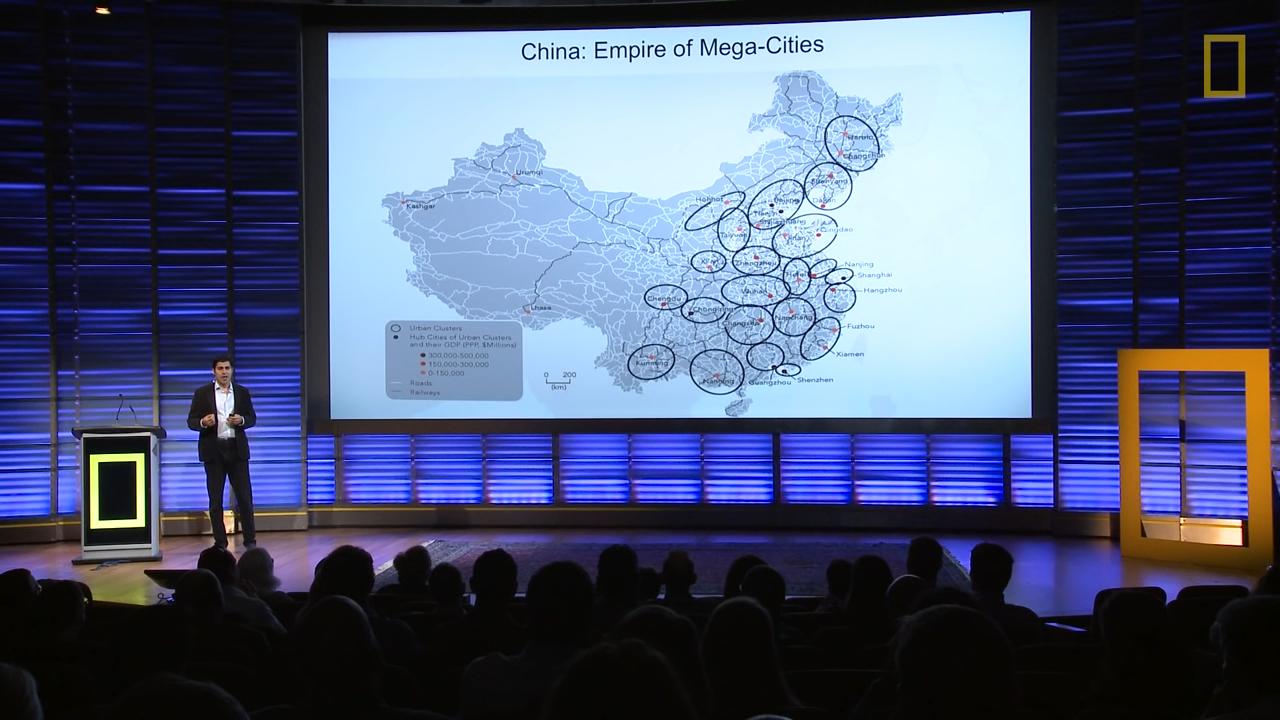 China: Empire of Mega-Cities
Harbin
Changchun
Urumqi
Shenyang
Kashgar
Hohhot
Beijing
Dalian
Tianjin
Shijiazhuang
Taiyuan
Jinan
Qingdao
Xi'an
Zhengzhou
Nanjing
Hefei
Shanghai
Hangzhou
Chengdu
Wuhan
Lhasa
Chongqing
Nanchang
Changsha
Fuzhou
Xiamen
Kunming
Nanning
Guangzhou
Shenzhen
Urban Clusters
Hub Cities of Urban Clusters
and their GDP (PPP, $Millions)
300,000-500,000
150,000-300,000
0-150,000
Roads
Railways
0 200
(km)